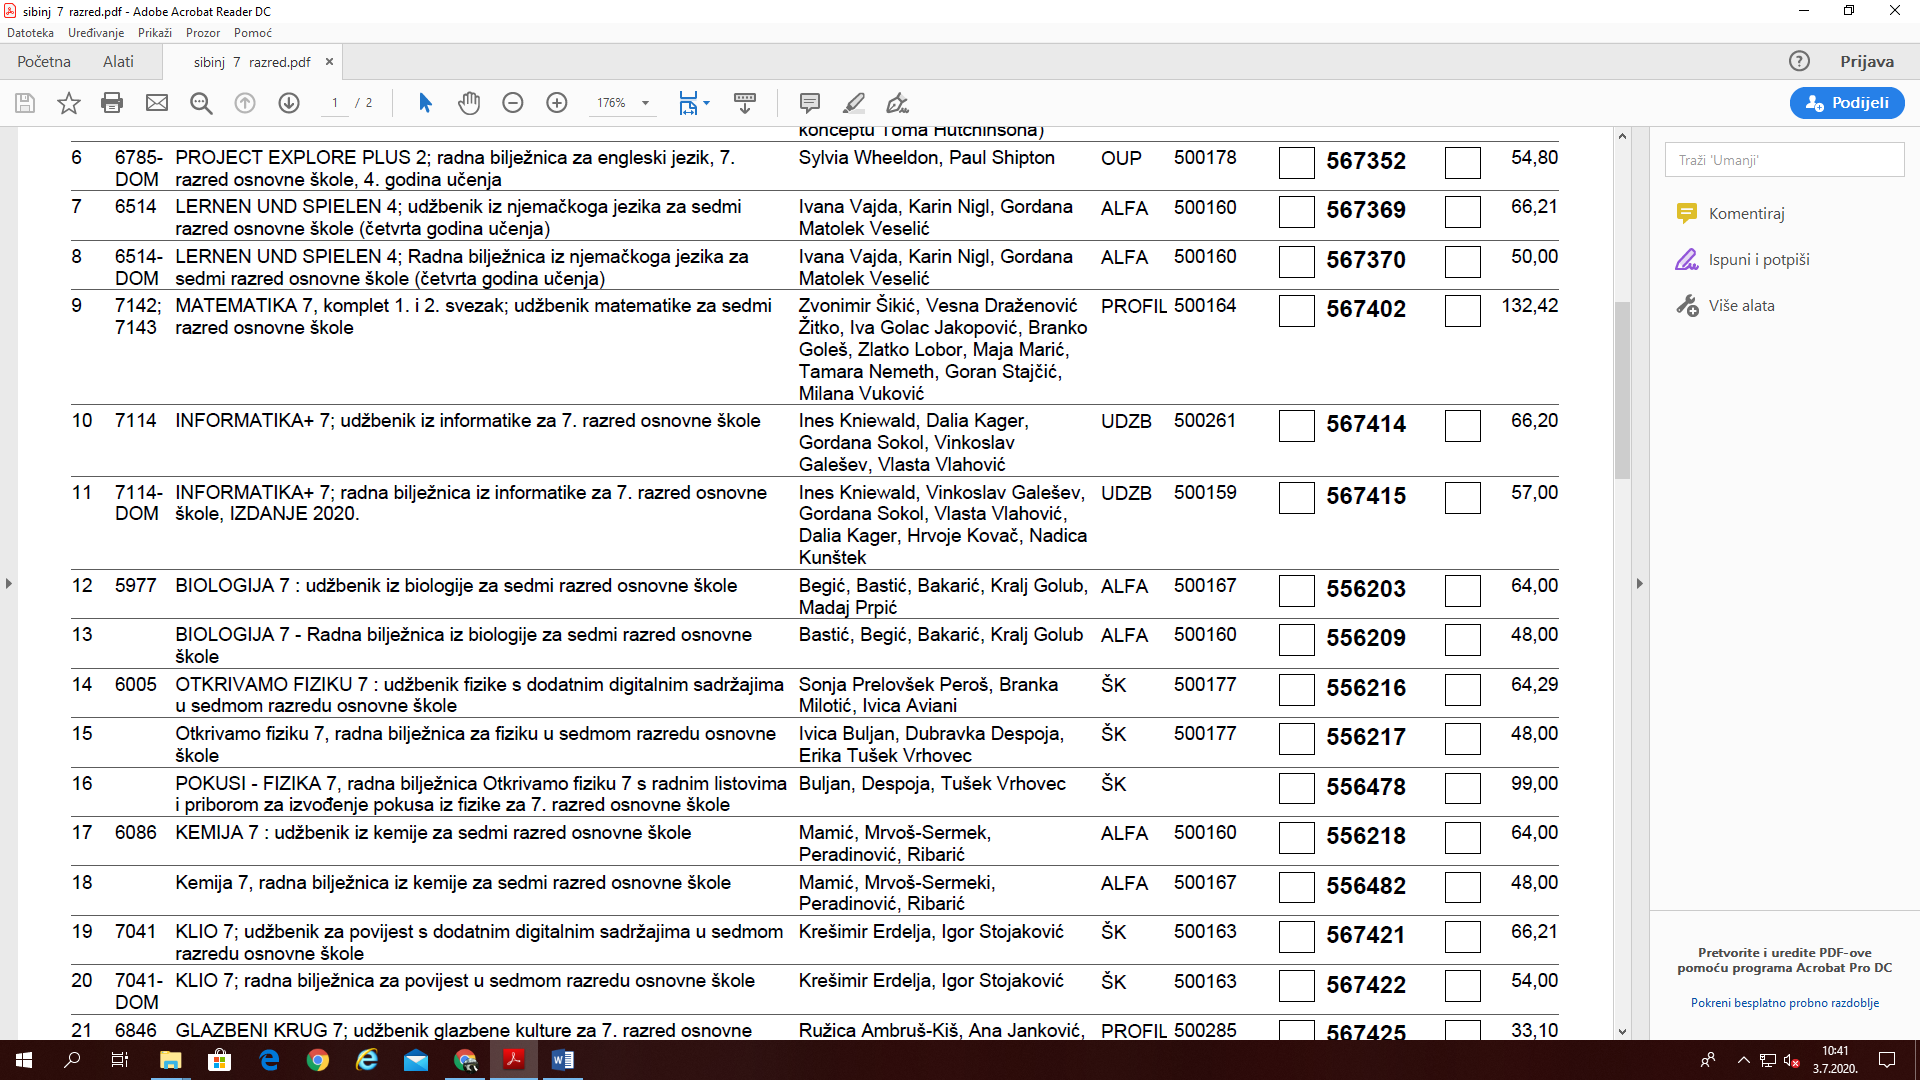 sibinj 7 razred.pdf - Adobe Acrobat Reader DC
Datoteka Uređivanje Prikaži Prozor Pomoć
Početna Alati sibinj 7 razred.pdf ×
? Prijava
1 / 2 176% Podijeli
konceptu Toma Hutchinsona)
6 6785- PROJECT EXPLORE PLUS 2; radna bilježnica za engleski jezik, 7. Sylvia Wheeldon, Paul Shipton OUP 500178 567352 54,80
DOM razred osnovne škole, 4. godina učenja
7 6514 LERNEN UND SPIELEN 4; udžbenik iz njemačkoga jezika za sedmi Ivana Vajda, Karin Nigl, Gordana ALFA 500160 567369 66,21
razred osnovne škole (četvrta godina učenja) Matolek Veselić
8 6514- LERNEN UND SPIELEN 4; Radna bilježnica iz njemačkoga jezika za Ivana Vajda, Karin Nigl, Gordana ALFA 500160 567370 50,00
DOM sedmi razred osnovne škole (četvrta godina učenja) Matolek Veselić
9 7142; MATEMATIKA 7, komplet 1. i 2. svezak; udžbenik matematike za sedmi Zvonimir Šikić, Vesna Draženović PROFIL 500164 567402 132,42
7143 razred osnovne škole Žitko, Iva Golac Jakopović, Branko
Goleš, Zlatko Lobor, Maja Marić,
Tamara Nemeth, Goran Stajčić,
Milana Vuković
10 7114 INFORMATIKA+ 7; udžbenik iz informatike za 7. razred osnovne škole Ines Kniewald, Dalia Kager, UDZB 500261 567414 66,20
Gordana Sokol, Vinkoslav
Galešev, Vlasta Vlahović
11 7114- INFORMATIKA+ 7; radna bilježnica iz informatike za 7. razred osnovne Ines Kniewald, Vinkoslav Galešev, UDZB 500159 567415 57,00
DOM škole, IZDANJE 2020. Gordana Sokol, Vlasta Vlahović,
Dalia Kager, Hrvoje Kovač, Nadica
Kunštek
12 5977 BIOLOGIJA 7 : udžbenik iz biologije za sedmi razred osnovne škole Begić, Bastić, Bakarić, Kralj Golub, ALFA 500167 556203 64,00
Madaj Prpić
13 BIOLOGIJA 7 - Radna bilježnica iz biologije za sedmi razred osnovne Bastić, Begić, Bakarić, Kralj Golub ALFA 500160 556209 48,00
škole
14 6005 OTKRIVAMO FIZIKU 7 : udžbenik fizike s dodatnim digitalnim sadržajima Sonja Prelovšek Peroš, Branka ŠK 500177 556216 64,29
u sedmom razredu osnovne škole Milotić, Ivica Aviani
15 Otkrivamo fiziku 7, radna bilježnica za fiziku u sedmom razredu osnovne Ivica Buljan, Dubravka Despoja, ŠK 500177 556217 48,00
škole Erika Tušek Vrhovec
16 POKUSI - FIZIKA 7, radna bilježnica Otkrivamo fiziku 7 s radnim listovima Buljan, Despoja, Tušek Vrhovec ŠK 556478 99,00
i priborom za izvođenje pokusa iz fizike za 7. razred osnovne škole
17 6086 KEMIJA 7 : udžbenik iz kemije za sedmi razred osnovne škole Mamić, Mrvoš-Sermek, ALFA 500160 556218 64,00
Peradinović, Ribarić
18 Kemija 7, radna bilježnica iz kemije za sedmi razred osnovne škole Mamić, Mrvoš-Sermeki, ALFA 500167 556482 48,00
Peradinović, Ribarić
19 7041 KLIO 7; udžbenik za povijest s dodatnim digitalnim sadržajima u sedmom Krešimir Erdelja, Igor Stojaković ŠK 500163 567421 66,21
razredu osnovne škole
20 7041- KLIO 7; radna bilježnica za povijest u sedmom razredu osnovne škole Krešimir Erdelja, Igor Stojaković ŠK 500163 567422 54,00
DOM
21 6846 GLAZBENI KRUG 7; udžbenik glazbene kulture za 7. razred osnovne Ružica Ambruš-Kiš, Ana Janković, PROFIL 500285 567425 33,10
Traži 'Umanji'
Komentiraj
Ispuni i potpiši
Više alata
Pretvorite i uredite PDF-ove
pomoću programa Acrobat Pro DC
Pokreni besplatno probno razdoblje
10:41
3.7.2020.